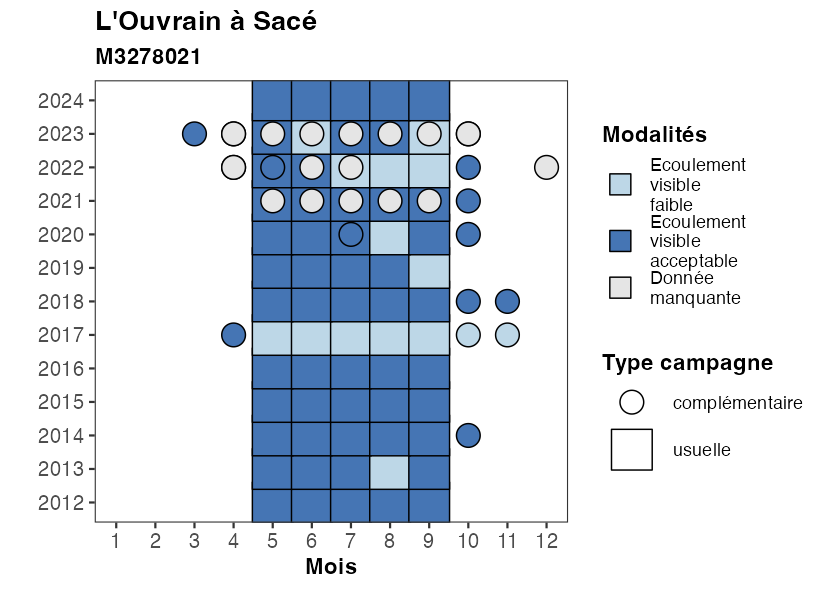 L'Ouvrain à Sacé
M3278021
2024
2023
2022
2021
2020
2019
2018
2017
2016
2015
2014
2013
2012
1 2 3 4 5 6 7 8 9 10 11 12
Mois
Modalités
Ecoulement
visible
faible
Ecoulement
visible
acceptable
Donnée
manquante
Type campagne
complémentaire
usuelle